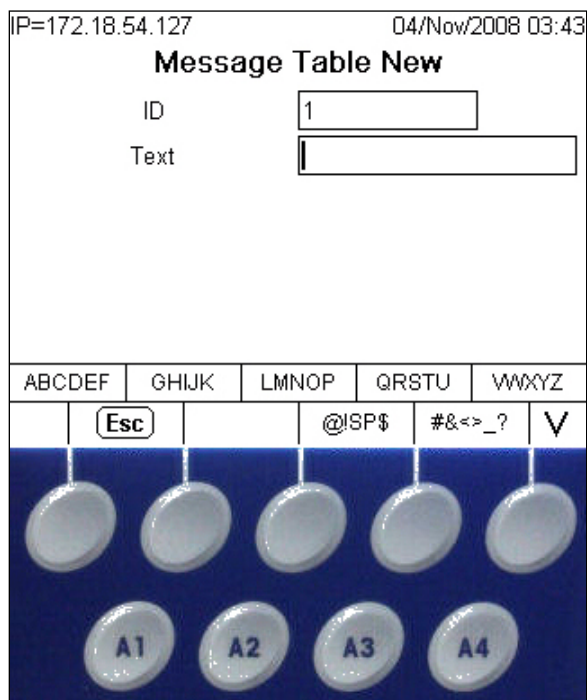 IP=172.18.54.127 04/Nov/2008 03:43
Message Table New
ID 1
Text
ABCDEF GHIJK LMNOP QRSTU VWXYZ
Esc @!SP$ #&<>_? V
A1 A2 A3 A4